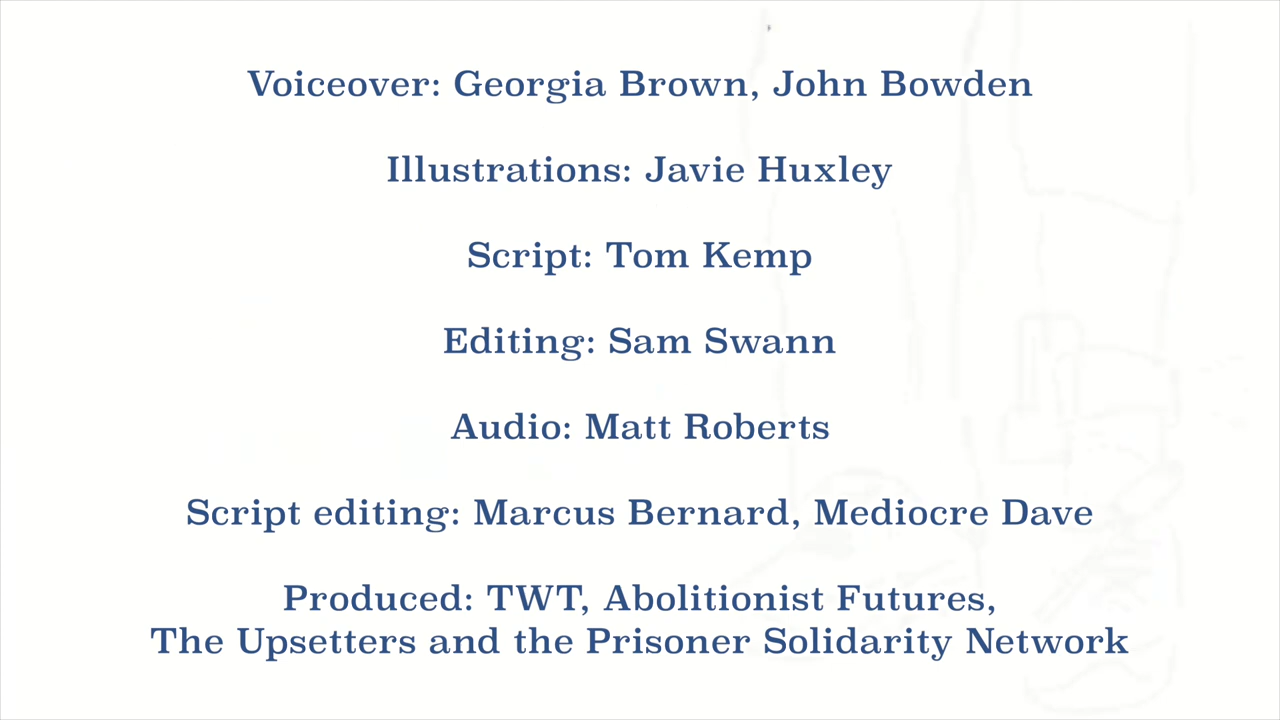 Voiceover: Georgia Brown, John Bowden
Illustrations: Javie Huxley
Script: Tom Kemp
Editing: Sam Swann
Audio: Matt Roberts
Script editing: Marcus Bernard, Mediocre Dave
Produced: TWT, Abolitionist Futures,
The Upsetters and the Prisoner Solidarity Network